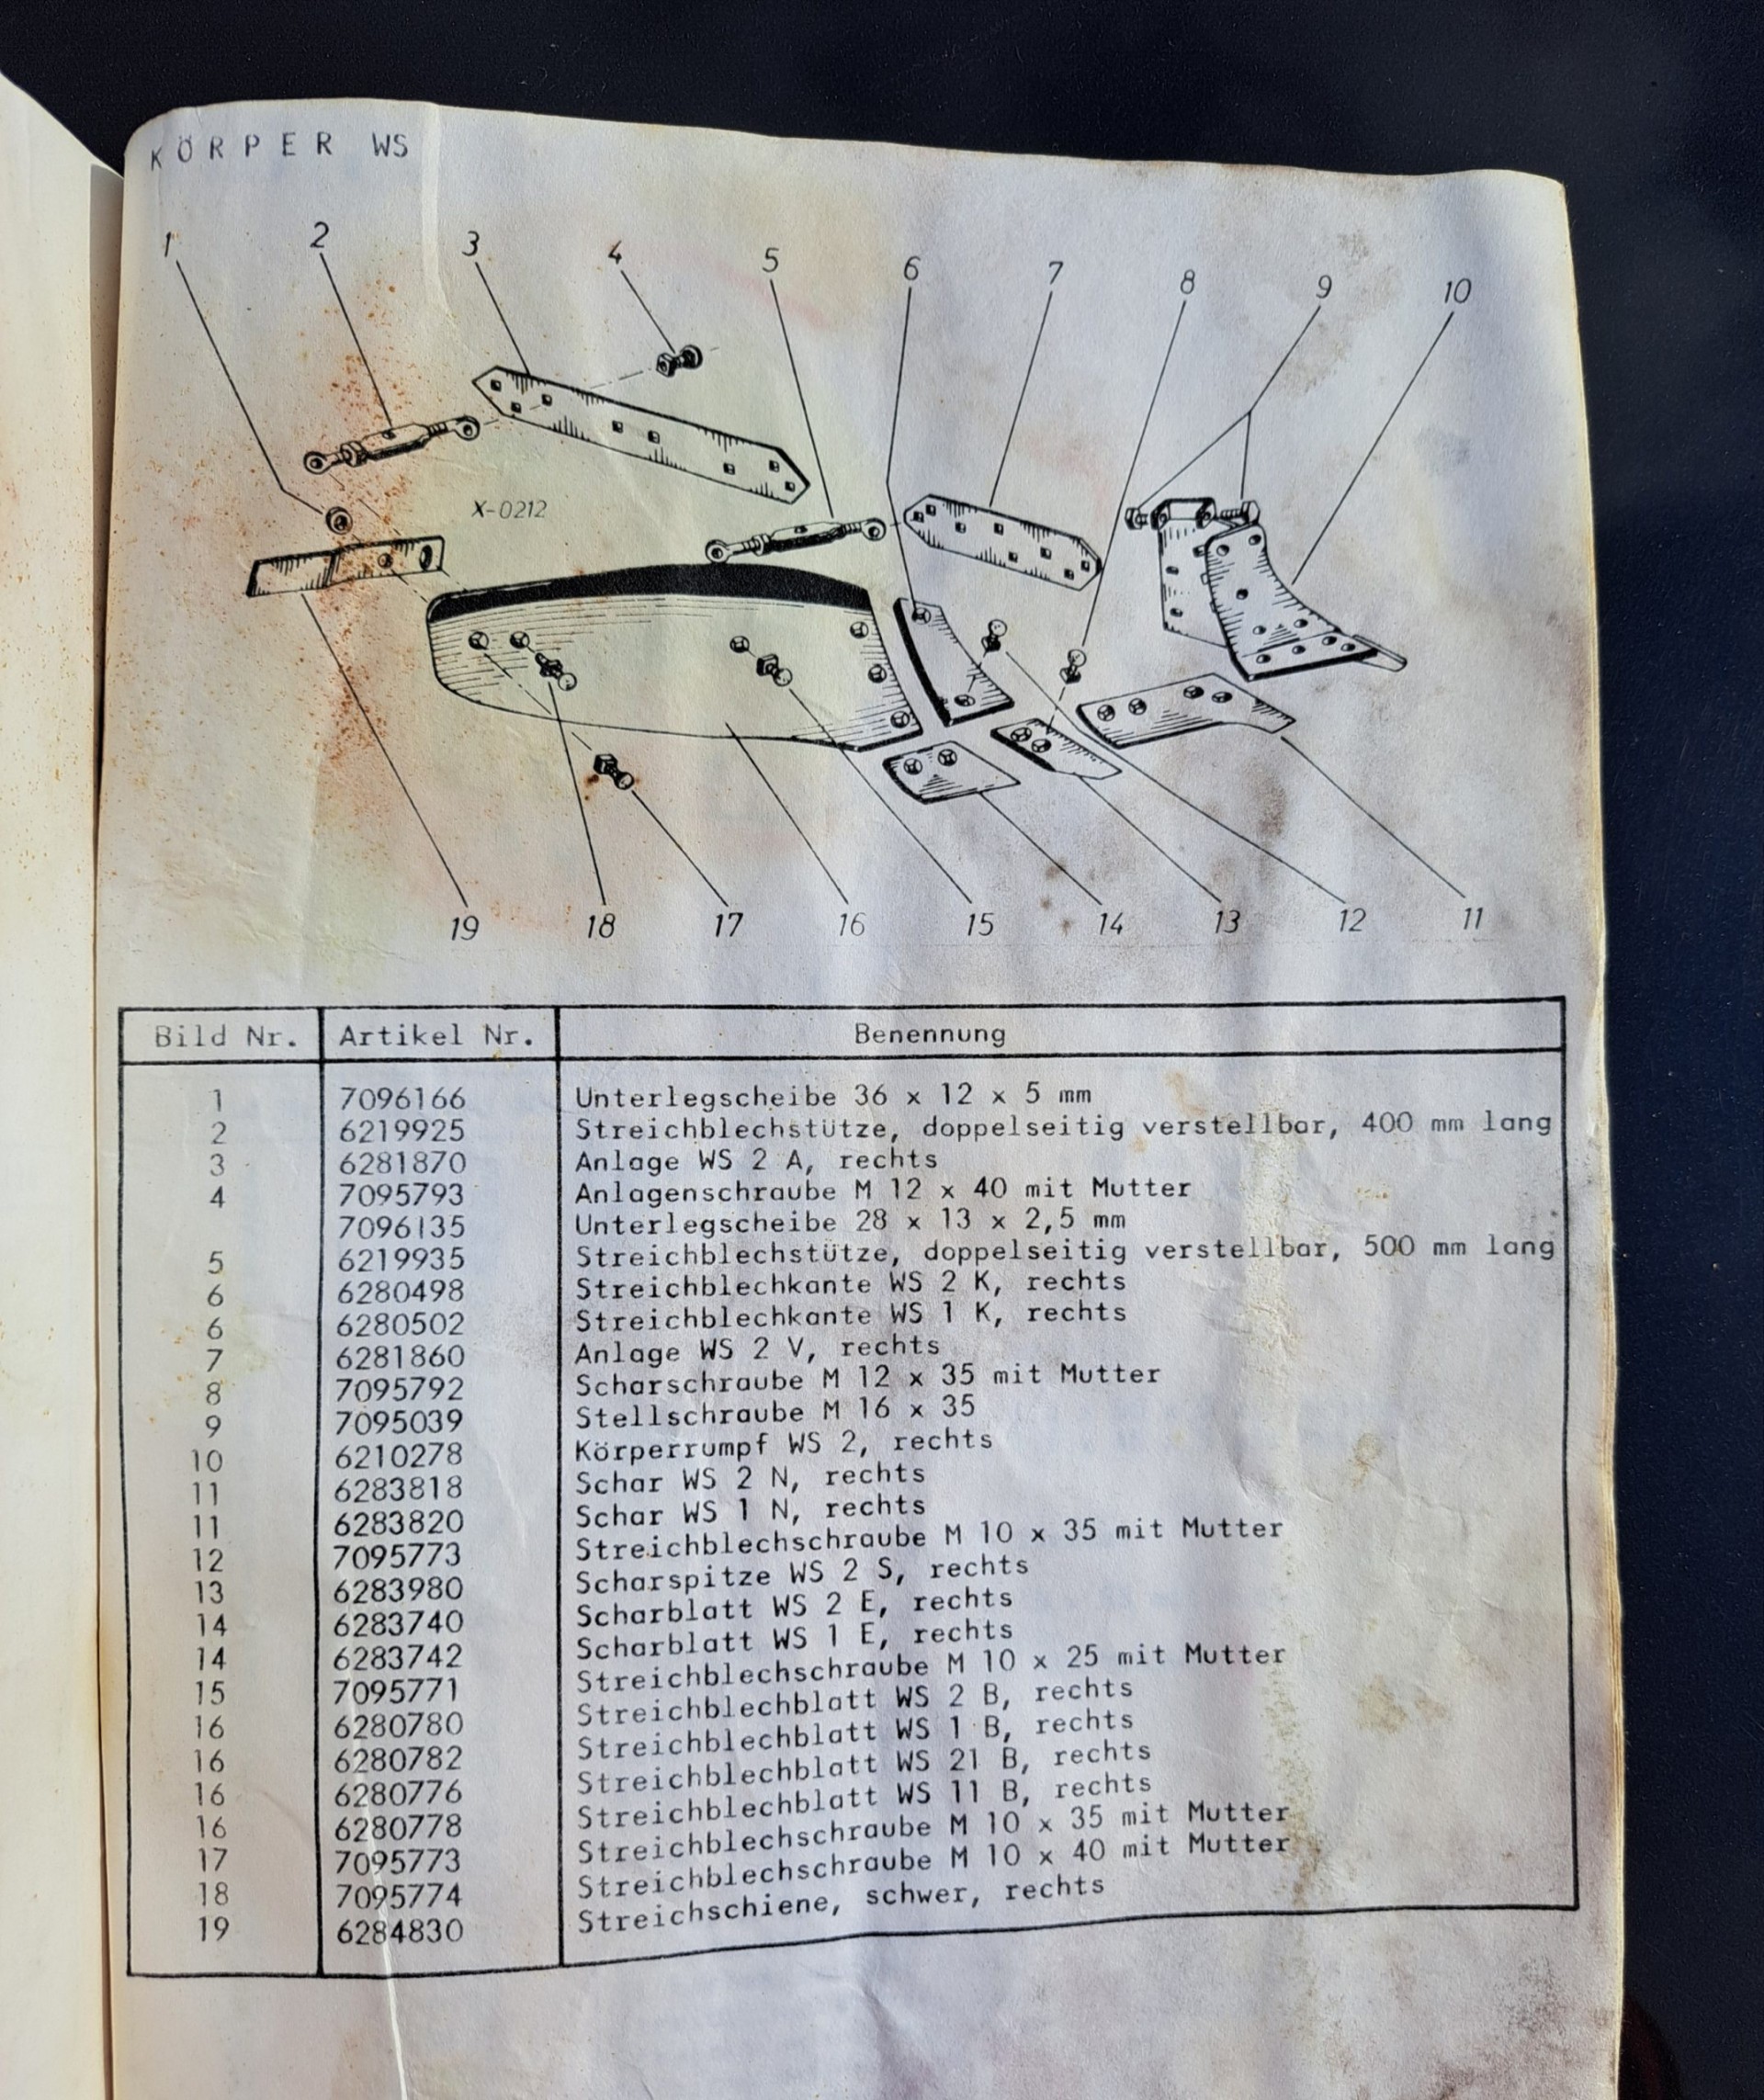 KÖRPER WS
1 2 3 4 5 6 7 8 9 10
X-0212
19 18 17 16 15 14 13 12 11
Bild Nr. Artikel Nr. Benennung
1 7096166 Unterlegscheibe 36 x 12 x 5 mm
2 6219925 Streichblechstütze, doppelseitig verstellbar, 400 mm lang
3 6281870 Anlage WS 2 A, rechts
4 7095793 Anlagenschraube M 12 x 40 mit Mutter
7096135 Unterlegscheibe 28 x 13 x 2,5 mm
5 6219935 Streichblechstütze, doppelseitig verstellbar, 500 mm lang
6 6280498 Streichblechkante WS 2 K, rechts
6 6280502 Streichblechkante WS 1 K, rechts
7 6281860 Anlage WS 2 V, rechts
8 7095792 Scharschraube M 12 x 35 mit Mutter
9 7095039 Stellschraube M 16 x 35
10 6210278 Körperrumpf WS 2, rechts
11 6283818 Schar WS 2 N, rechts
11 6283820 Schar WS 1 N, rechts
12 7095773 Streichblechschraube M 10 x 35 mit Mutter
13 6283980 Scharspitze WS 2 S, rechts
14 6283740 Scharblatt WS 2 E, rechts
14 6283742 Scharblatt WS 1 E, rechts
15 7095771 Streichblechschraube M 10 x 25 mit Mutter
16 6280780 Streichblechblatt WS 2 B, rechts
16 6280782 Streichblechblatt WS 1 B, rechts
16 6280776 Streichblechblatt WS 21 B, rechts
16 6280778 Streichblechblatt WS 11 B, rechts
17 7095773 Streichblechschraube M 10 x 35 mit Mutter
18 7095774 Streichblechschraube M 10 x 40 mit Mutter
19 6284830 Streichschiene, schwer, rechts